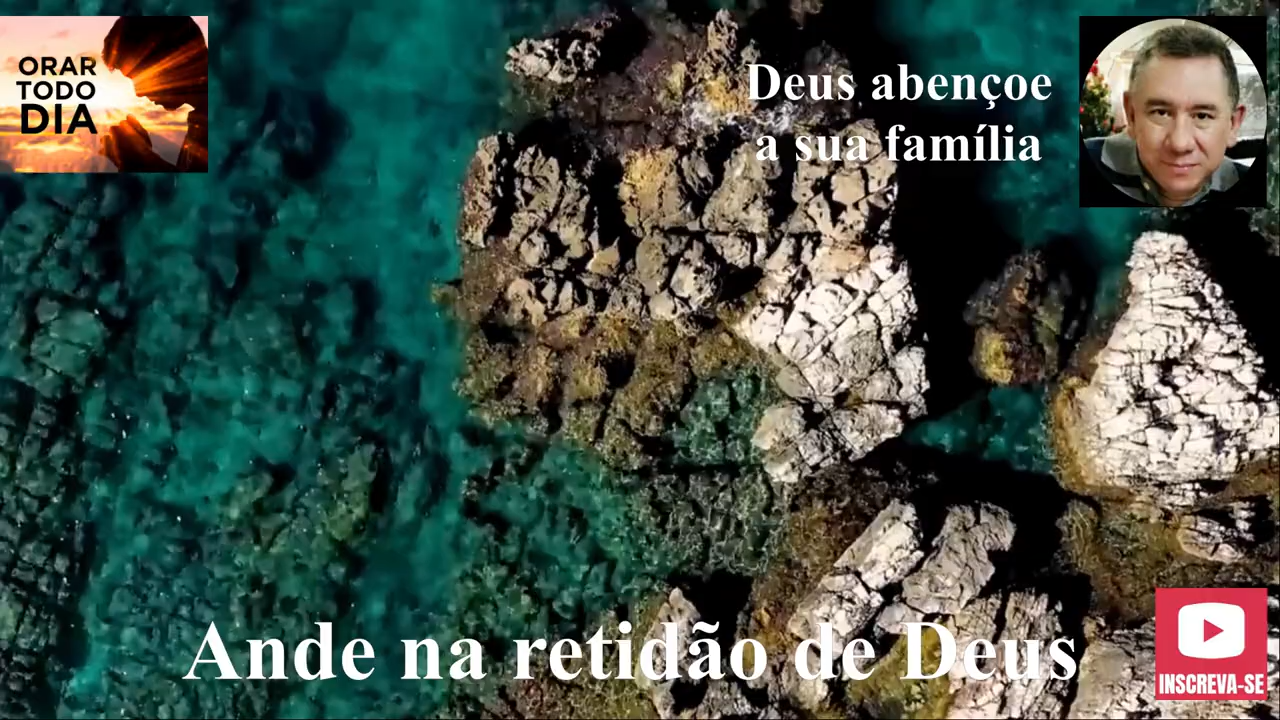 ORAR
TODO
DIA
Deus abençoe
a sua família
Ande na retidão de Deus
INSCREVA-SE